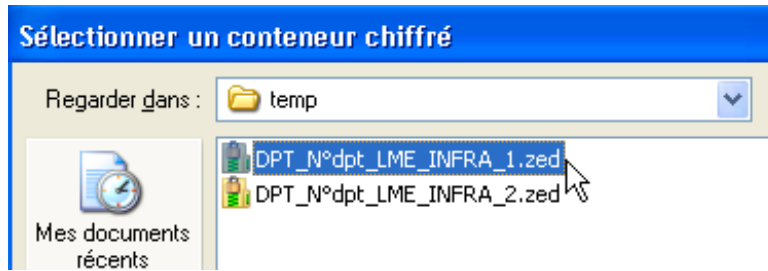 Sélectionner un conteneur chiffré
Regarder dans : temp
DPT_N°dpt_LME_INFRA_1.zed
DPT_N°dpt_LME_INFRA_2.zed
Mes documents
récents